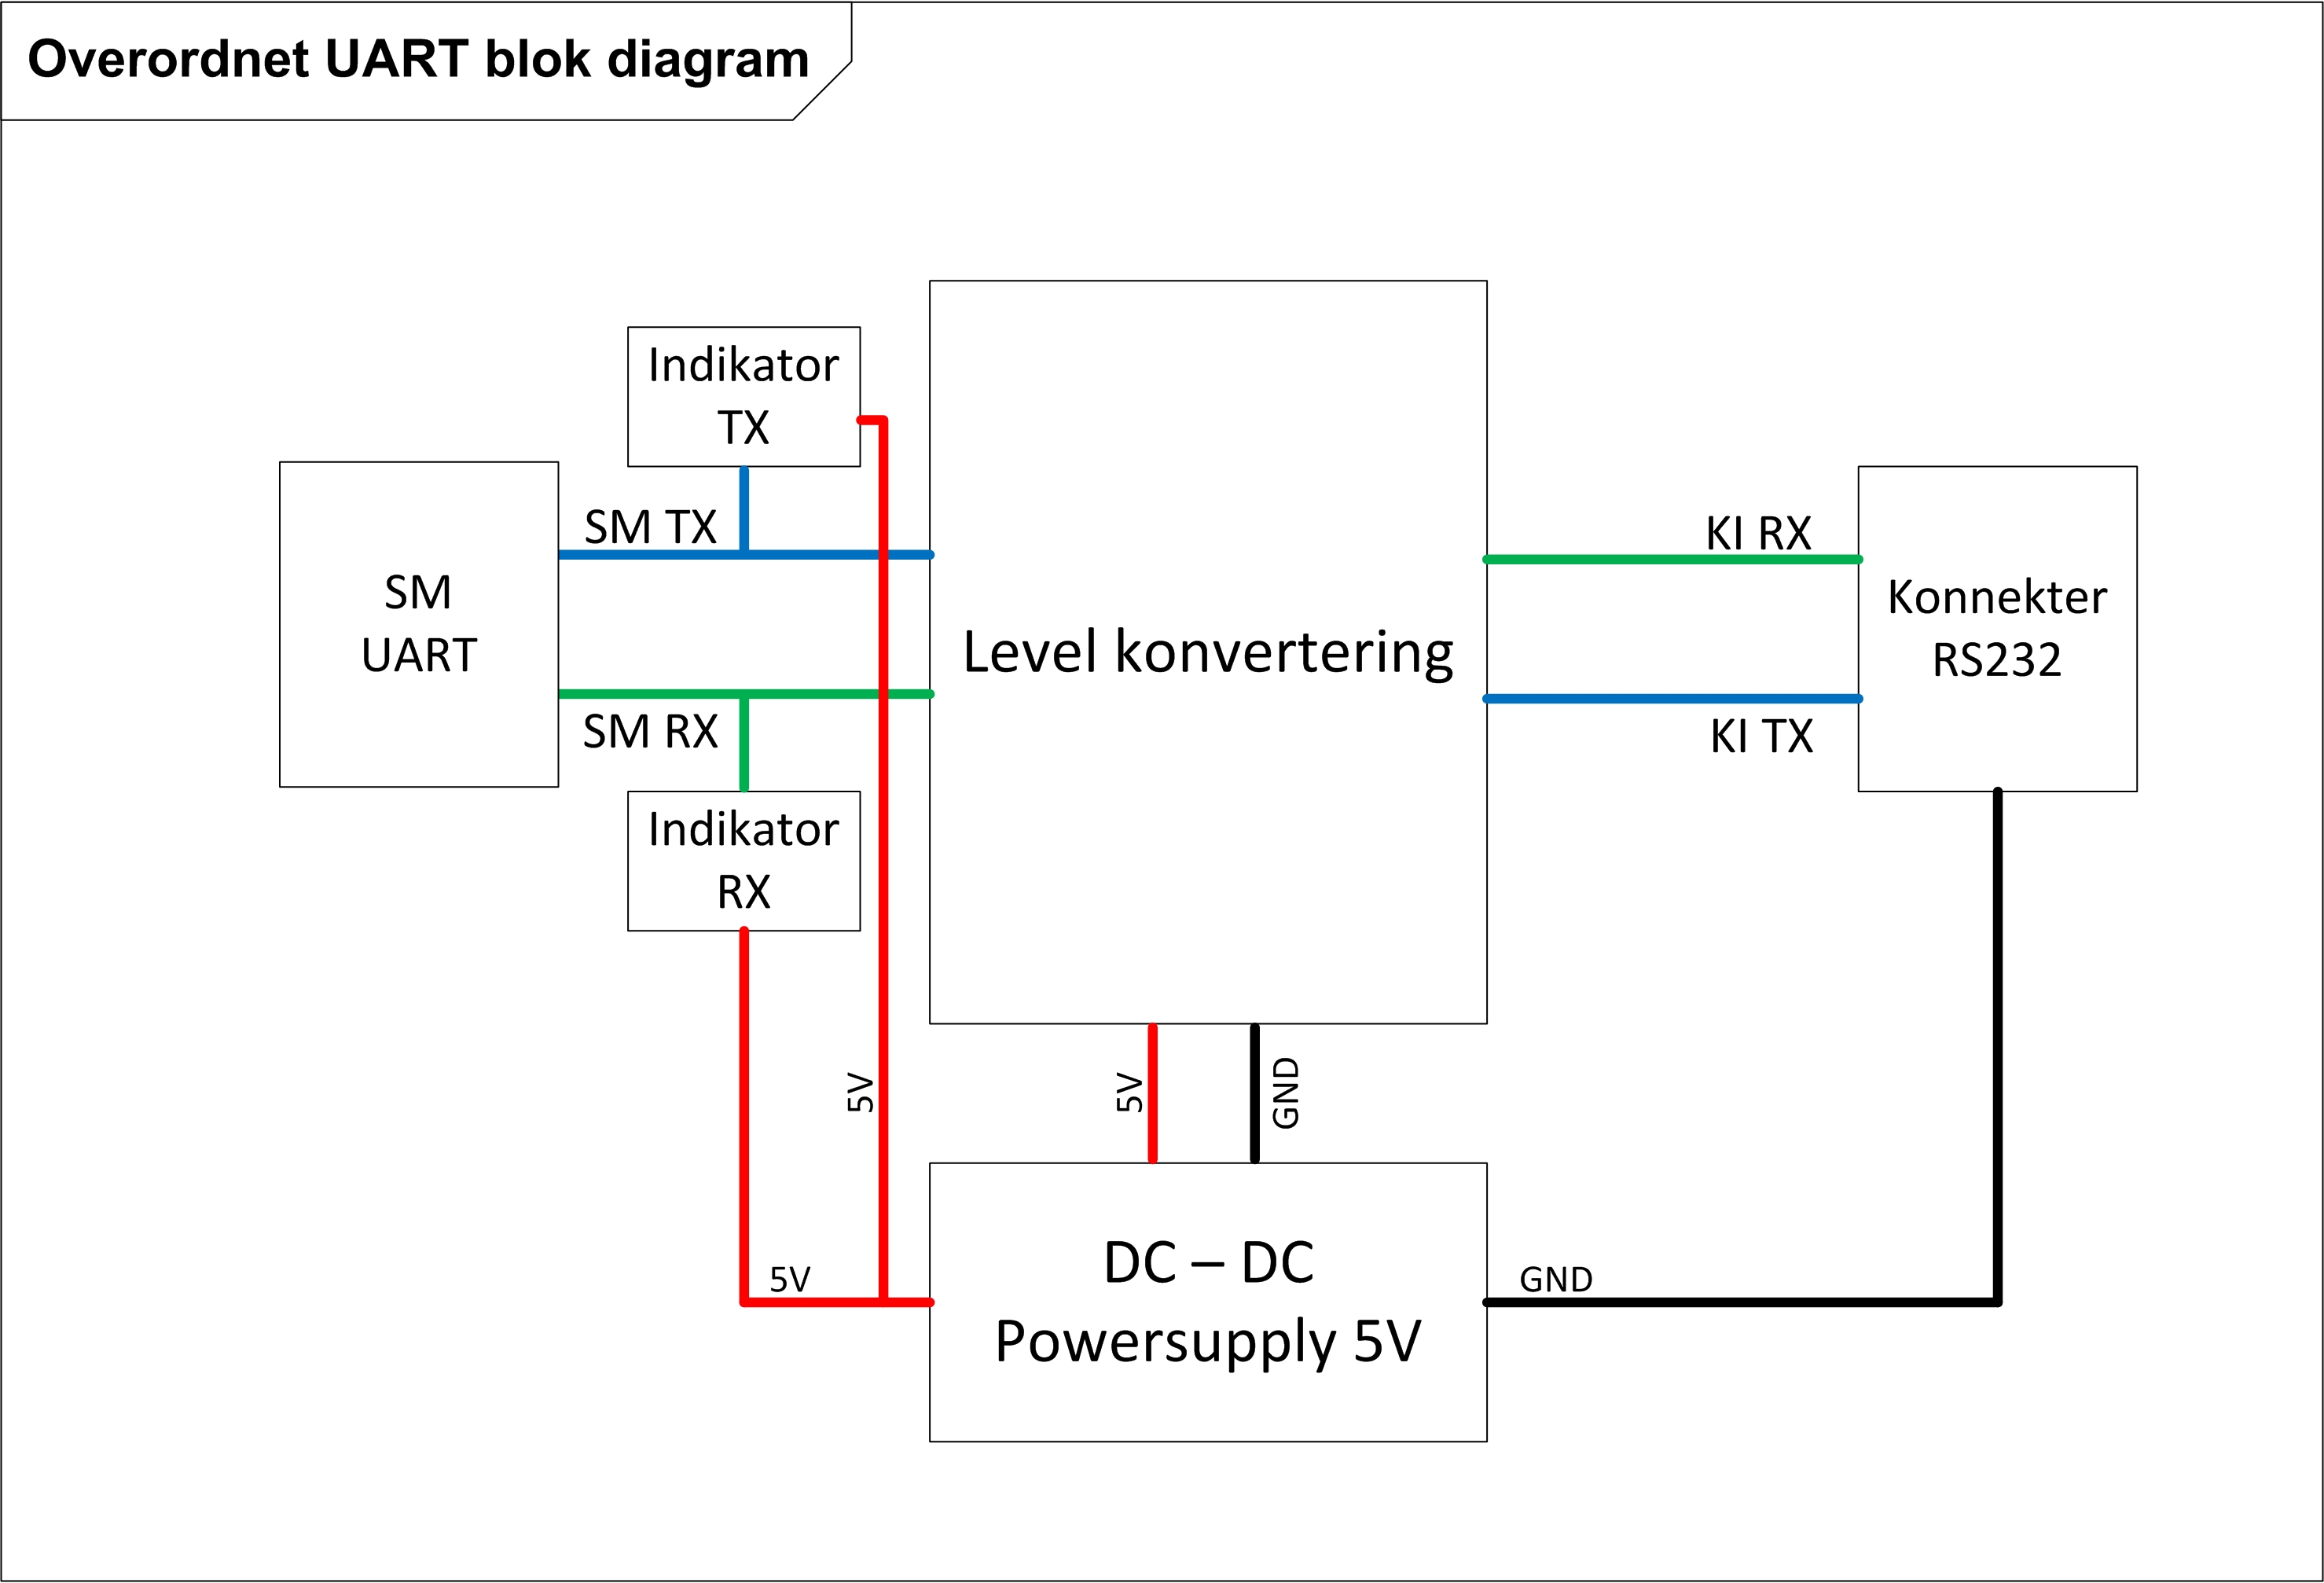 Overordnet UART blok diagram
Indikator
TX
SM TX
SM
UART
SM RX
Indikator
RX
Level konvertering
KI RX
Konnekter
RS232
KI TX
5V
5V
GND
5V
DC – DC
Powersupply 5V
GND